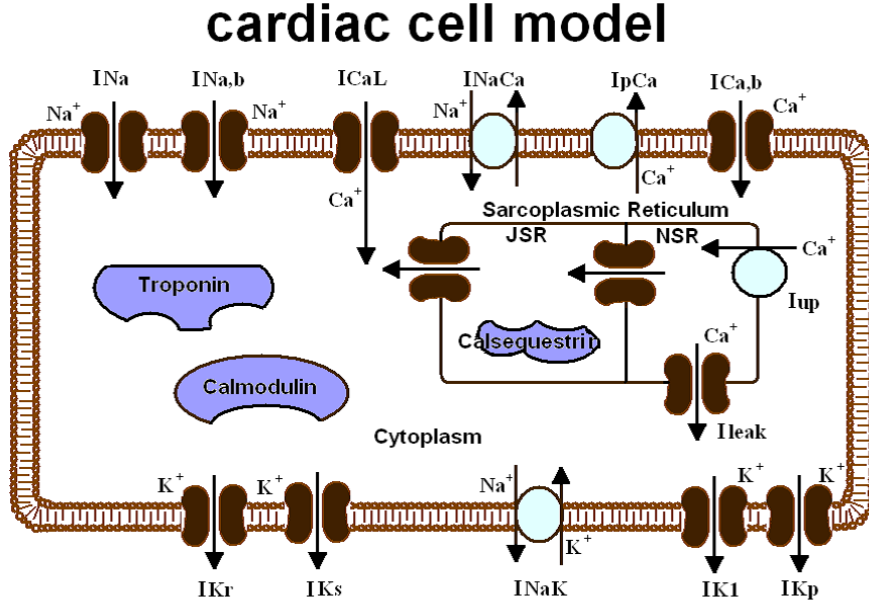 cardiac cell model
INa INa,b ICaL INaCa IpCa ICa,b
Na⁺ Na⁺ Na⁺ Ca⁺
Ca⁺ Ca⁺
Sarcoplasmic Reticulum
JSR NSR
Ca⁺
Troponin
Iup
Calsequestrin Ca⁺
Calmodulin
Ileak
Cytoplasm
K⁺ K⁺ Na⁺ K⁺ K⁺
K⁺
IKr IKs INaK IK1 IKp